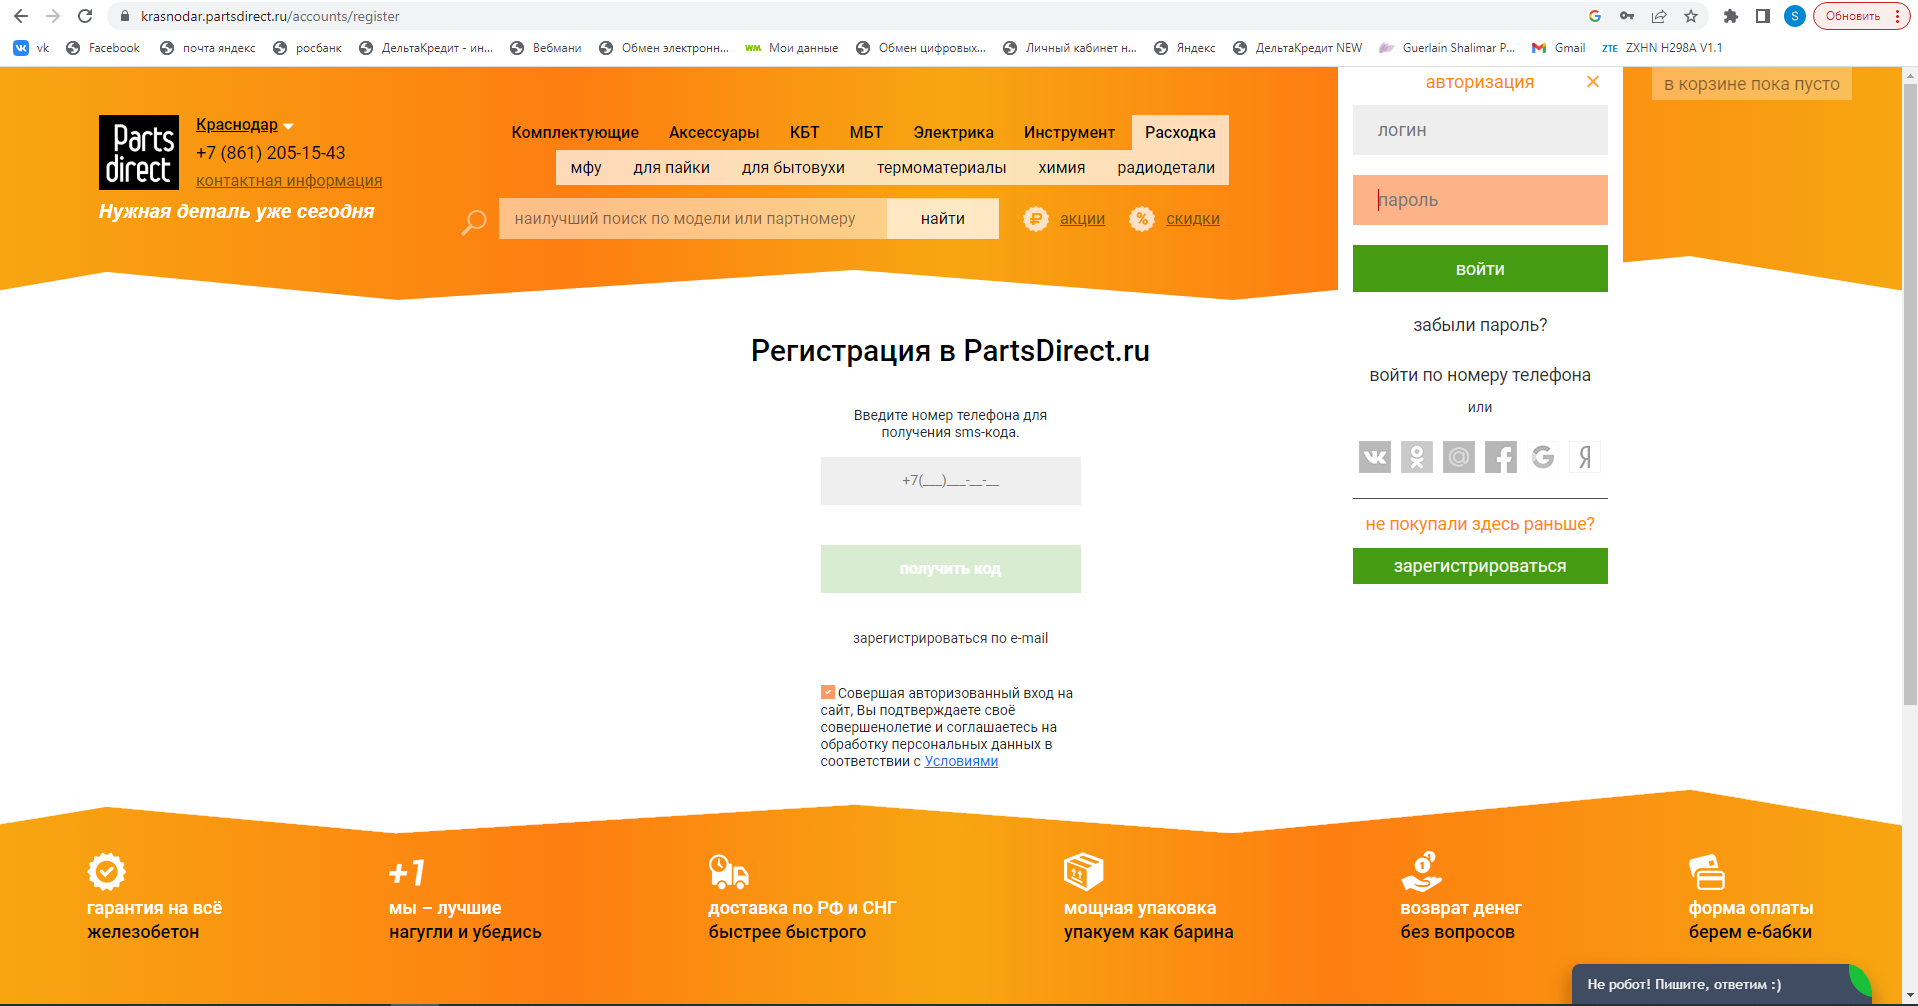 krasnodar.partsdirect.ru/accounts/register
Обновить
vk
Facebook
почта яндекс
росбанк
ДельтаКредит - ин...
Вебмани
Обмен электронн...
Мои данные
Обмен цифровых...
Личный кабинет н...
Яндекс
ДельтаКредит NEW
Guerlain Shalimar P...
Gmail
ZTE ZXHN H298A V1.1
Parts direct
Краснодар
+7 (861) 205-15-43
контактная информация
Нужная деталь уже сегодня
Комплектующие Аксессуары КБТ МБТ Электрика Инструмент Расходка
мфу для пайки для бытовухи термоматериалы химия радиодетали
наилучший поиск по модели или партномеру найти
акции % скидки
авторизация
логин
пароль
войти
забыли пароль?
войти по номеру телефона
или
не покупали здесь раньше?
зарегистрироваться
в корзине пока пусто
Регистрация в PartsDirect.ru
Введите номер телефона для
получения sms-кода.
+7(___)___-__-__
получить код
зарегистрироваться по e-mail
Совершая авторизованный вход на
сайт, Вы подтверждаете своё
совершенолетие и соглашаетесь на
обработку персональных данных в
соответствии с Условиями
гарантия на всё
железобетон
+1
мы – лучшие
нагугли и убедись
доставка по РФ и СНГ
быстрее быстрого
мощная упаковка
упакуем как барина
возврат денег
без вопросов
форма оплаты
берем е-бабки
Не робот! Пишите, ответим :)